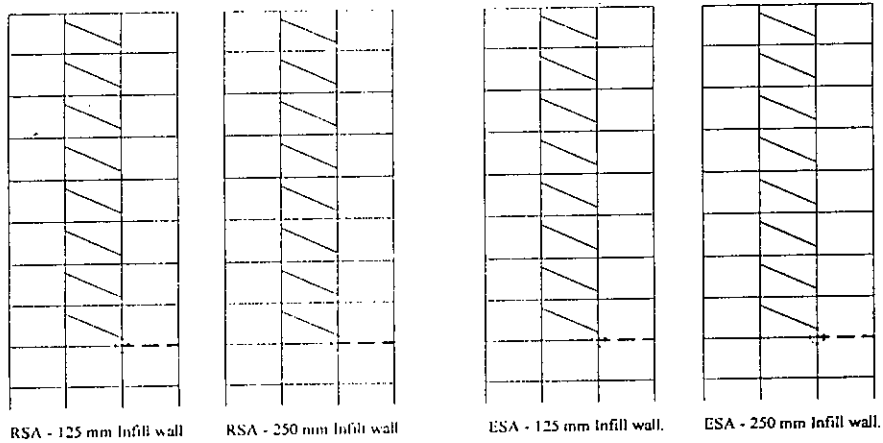 RSA - 125 mm Infill wall
RSA - 250 mm Infill wall
ESA - 125 mm Infill wall.
ESA - 250 mm Infill wall.